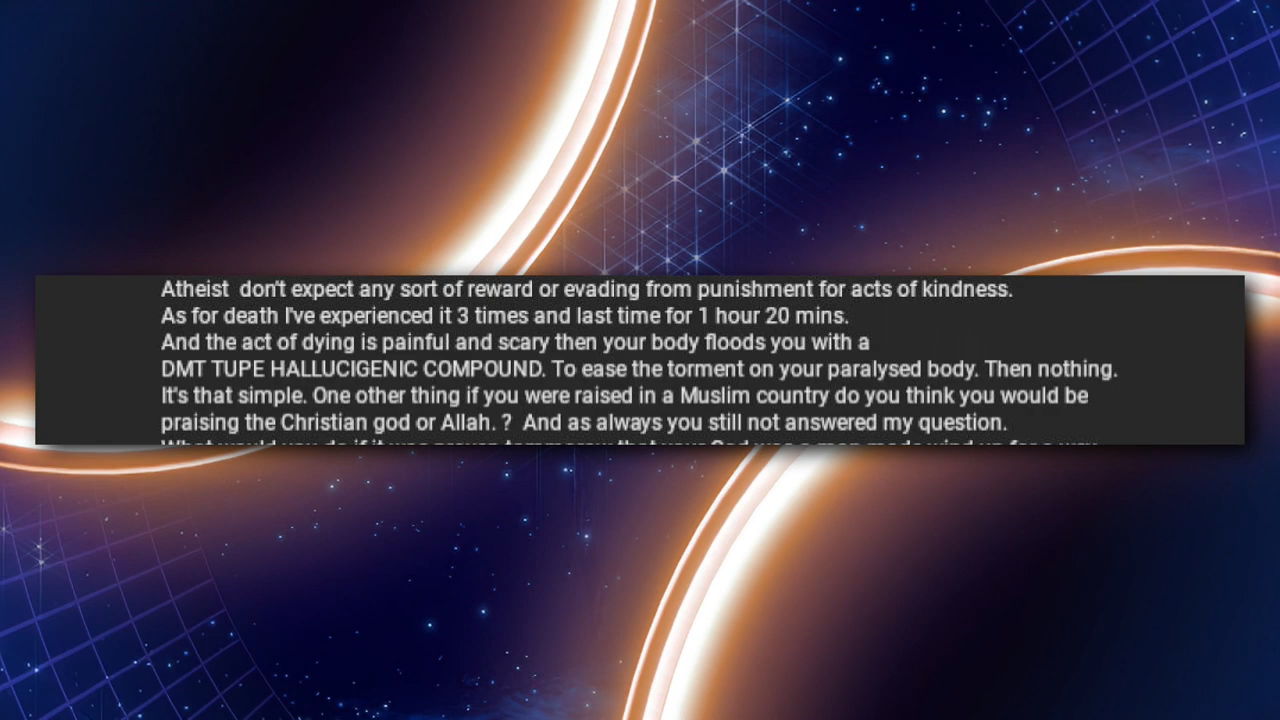 Atheist  don't expect any sort of reward or evading from punishment for acts of kindness.
As for death I've experienced it 3 times and last time for 1 hour 20 mins.
And the act of dying is painful and scary then your body floods you with a
DMT TUPE HALLUCIGENIC COMPOUND. To ease the torment on your paralysed body. Then nothing.
It's that simple. One other thing if you were raised in a Muslim country do you think you would be
praising the Christian god or Allah. ?  And as always you still not answered my question.